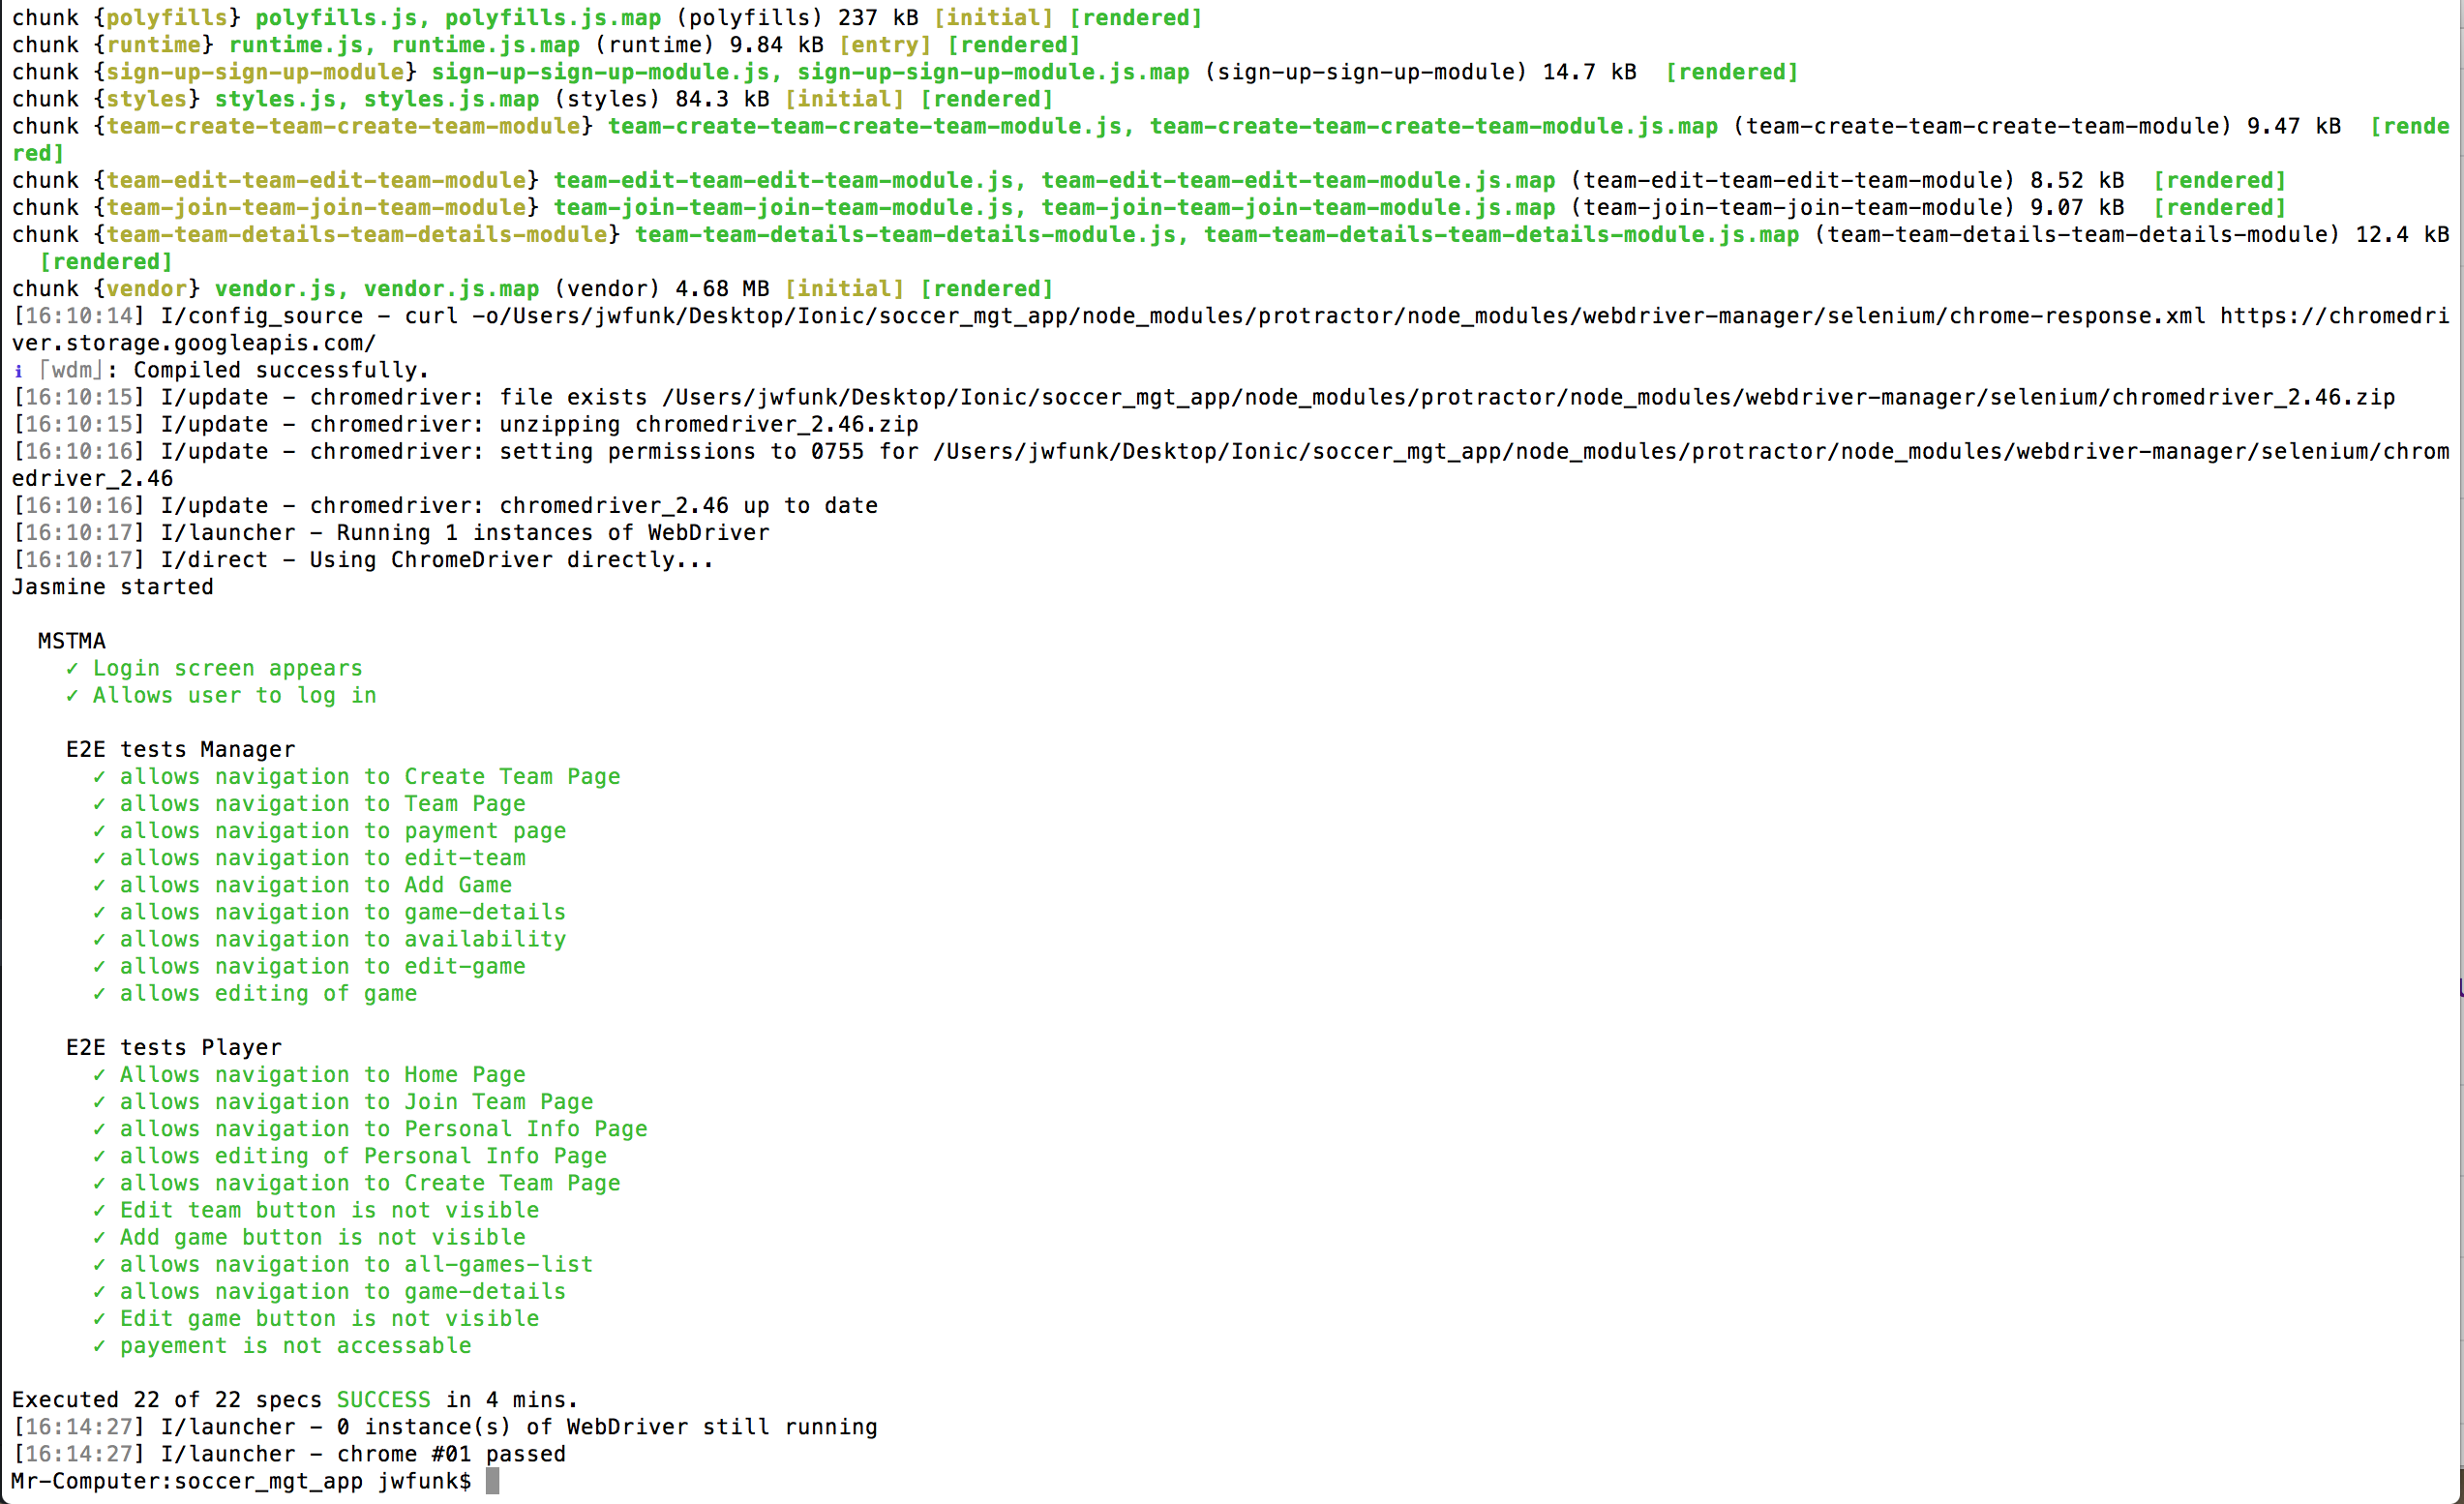 chunk {polyfills} polyfills.js, polyfills.js.map (polyfills) 237 kB [initial] [rendered]
chunk {runtime} runtime.js, runtime.js.map (runtime) 9.84 kB [entry] [rendered]
chunk {sign-up-sign-up-module} sign-up-sign-up-module.js, sign-up-sign-up-module.js.map (sign-up-sign-up-module) 14.7 kB  [rendered]
chunk {styles} styles.js, styles.js.map (styles) 84.3 kB [initial] [rendered]
chunk {team-create-team-create-team-module} team-create-team-create-team-module.js, team-create-team-create-team-module.js.map (team-create-team-create-team-module) 9.47 kB  [rende
red]
chunk {team-edit-team-edit-team-module} team-edit-team-edit-team-module.js, team-edit-team-edit-team-module.js.map (team-edit-team-edit-team-module) 8.52 kB  [rendered]
chunk {team-join-team-join-team-module} team-join-team-join-team-module.js, team-join-team-join-team-module.js.map (team-join-team-join-team-module) 9.07 kB  [rendered]
chunk {team-team-details-team-details-module} team-team-details-team-details-module.js, team-team-details-team-details-module.js.map (team-team-details-team-details-module) 12.4 kB
  [rendered]
chunk {vendor} vendor.js, vendor.js.map (vendor) 4.68 MB [initial] [rendered]
[16:10:14] I/config_source - curl -o/Users/jwfunk/Desktop/Ionic/soccer_mgt_app/node_modules/protractor/node_modules/webdriver-manager/selenium/chrome-response.xml https://chromedri
ver.storage.googleapis.com/
ℹ ｢wdm｣: Compiled successfully.
[16:10:15] I/update - chromedriver: file exists /Users/jwfunk/Desktop/Ionic/soccer_mgt_app/node_modules/protractor/node_modules/webdriver-manager/selenium/chromedriver_2.46.zip
[16:10:15] I/update - chromedriver: unzipping chromedriver_2.46.zip
[16:10:16] I/update - chromedriver: setting permissions to 0755 for /Users/jwfunk/Desktop/Ionic/soccer_mgt_app/node_modules/protractor/node_modules/webdriver-manager/selenium/chrom
edriver_2.46
[16:10:16] I/update - chromedriver: chromedriver_2.46 up to date
[16:10:17] I/launcher - Running 1 instances of WebDriver
[16:10:17] I/direct - Using ChromeDriver directly...
Jasmine started
MSTMA
✓ Login screen appears
✓ Allows user to log in
E2E tests Manager
✓ allows navigation to Create Team Page
✓ allows navigation to Team Page
✓ allows navigation to payment page
✓ allows navigation to edit-team
✓ allows navigation to Add Game
✓ allows navigation to game-details
✓ allows navigation to availability
✓ allows navigation to edit-game
✓ allows editing of game
E2E tests Player
✓ Allows navigation to Home Page
✓ allows navigation to Join Team Page
✓ allows navigation to Personal Info Page
✓ allows editing of Personal Info Page
✓ allows navigation to Create Team Page
✓ Edit team button is not visible
✓ Add game button is not visible
✓ allows navigation to all-games-list
✓ allows navigation to game-details
✓ Edit game button is not visible
✓ payement is not accessable
Executed 22 of 22 specs SUCCESS in 4 mins.
[16:14:27] I/launcher - 0 instance(s) of WebDriver still running
[16:14:27] I/launcher - chrome #01 passed
Mr-Computer:soccer_mgt_app jwfunk$